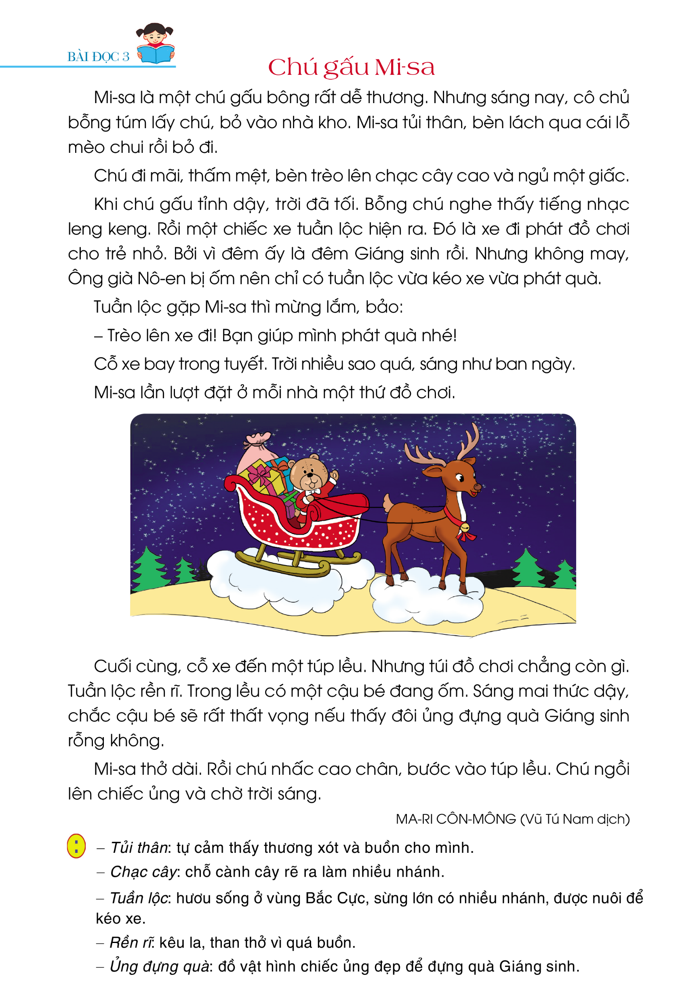 BÀI ĐỌC 3
Chú gấu Mi-sa
Mi-sa là một chú gấu bông rất dễ thương. Nhưng sáng nay, cô chủ
bỗng túm lấy chú, bỏ vào nhà kho. Mi-sa tủi thân, bèn lách qua cái lỗ
mèo chui rồi bỏ đi.
Chú đi mãi, thấm mệt, bèn trèo lên chạc cây cao và ngủ một giấc.
Khi chú gấu tỉnh dậy, trời đã tối. Bỗng chú nghe thấy tiếng nhạc
leng keng. Rồi một chiếc xe tuần lộc hiện ra. Đó là xe đi phát đồ chơi
cho trẻ nhỏ. Bởi vì đêm ấy là đêm Giáng sinh rồi. Nhưng không may,
Ông già Nô-en bị ốm nên chỉ có tuần lộc vừa kéo xe vừa phát quà.
Tuần lộc gặp Mi-sa thì mừng lắm, bảo:
– Trèo lên xe đi! Bạn giúp mình phát quà nhé!
Cỗ xe bay trong tuyết. Trời nhiều sao quá, sáng như ban ngày.
Mi-sa lần lượt đặt ở mỗi nhà một thứ đồ chơi.
Cuối cùng, cỗ xe đến một túp lều. Nhưng túi đồ chơi chẳng còn gì.
Tuần lộc rền rĩ. Trong lều có một cậu bé đang ốm. Sáng mai thức dậy,
chắc cậu bé sẽ rất thất vọng nếu thấy đôi ủng đựng quà Giáng sinh
rỗng không.
Mi-sa thở dài. Rồi chú nhấc cao chân, bước vào túp lều. Chú ngồi
lên chiếc ủng và chờ trời sáng.
MA-RI CÔN-MÔNG (Vũ Tú Nam dịch)
: – Tủi thân: tự cảm thấy thương xót và buồn cho mình.
– Chạc cây: chỗ cành cây rẽ ra làm nhiều nhánh.
– Tuần lộc: hươu sống ở vùng Bắc Cực, sừng lớn có nhiều nhánh, được nuôi để
kéo xe.
– Rền rĩ: kêu la, than thở vì quá buồn.
– Ủng đựng quà: đồ vật hình chiếc ủng đẹp để đựng quà Giáng sinh.